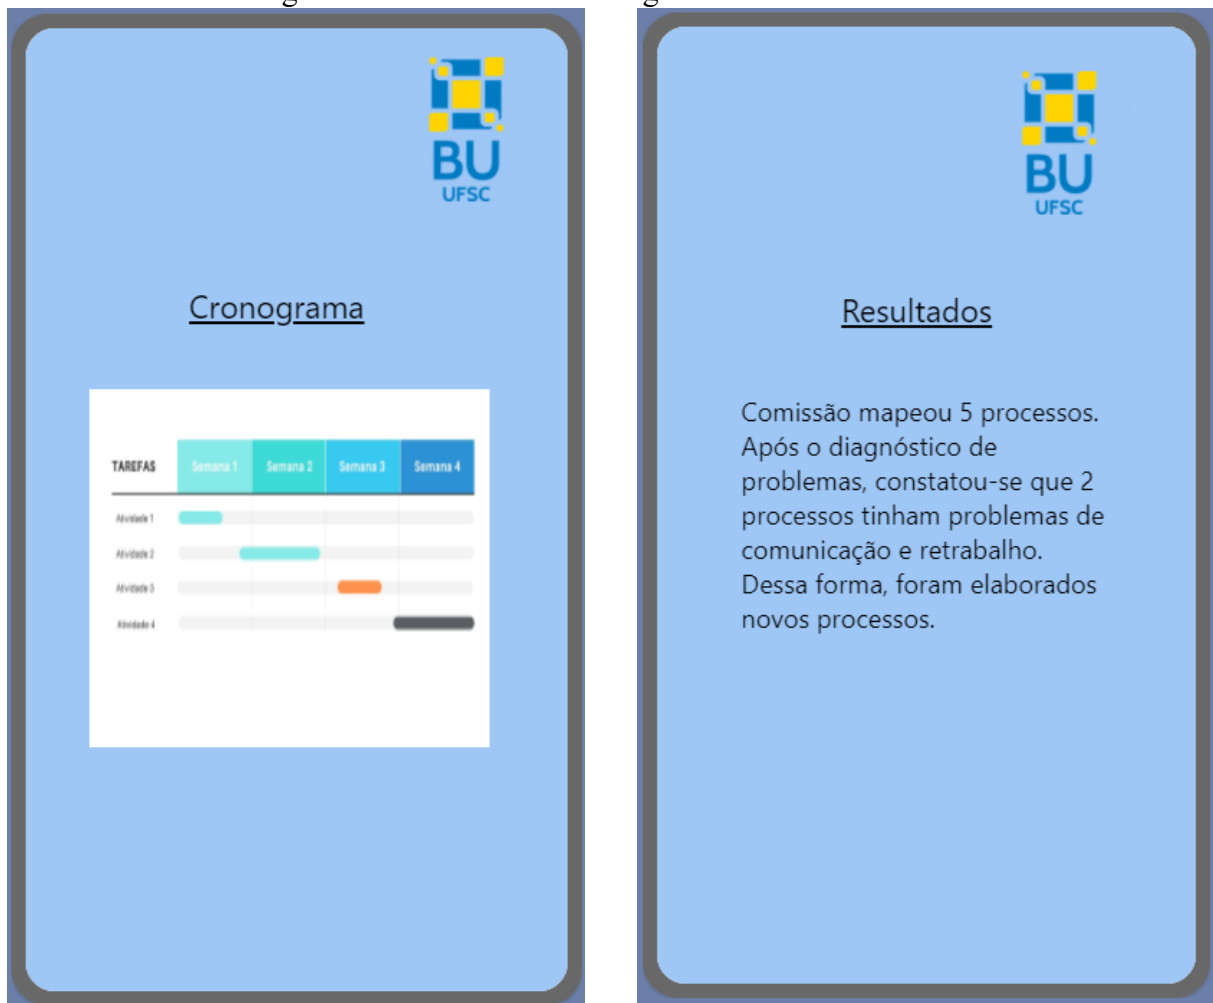 BU
UFSC
Cronograma
TAREFAS
Semana 1
Semana 2
Semana 3
Semana 4
Atividade 1
Atividade 2
Atividade 3
Atividade 4
BU
UFSC
Resultados
Comissão mapeou 5 processos.
Após o diagnóstico de
problemas, constatou-se que 2
processos tinham problemas de
comunicação e retrabalho.
Dessa forma, foram elaborados
novos processos.